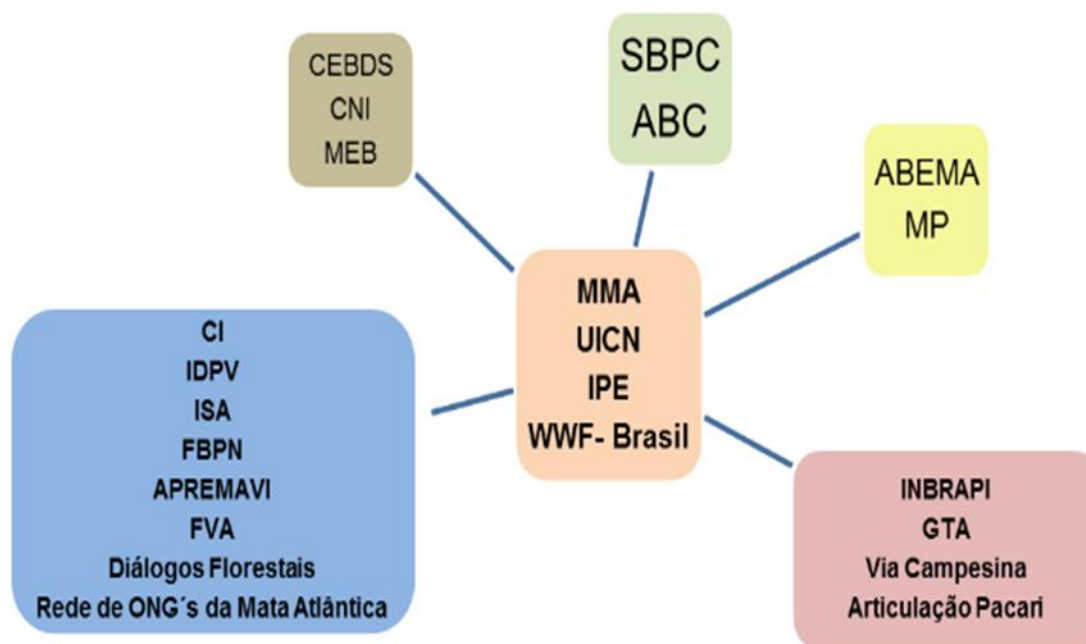 CEBDS
CNI
MEB
SBPC
ABC
ABEMA
MP
MMA
UICN
IPE
WWF- Brasil
CI
IDPV
ISA
FBPN
APREMAVI
FVA
Diálogos Florestais
Rede de ONG´s da Mata Atlântica
INBRAPI
GTA
Via Campesina
Articulação Pacari